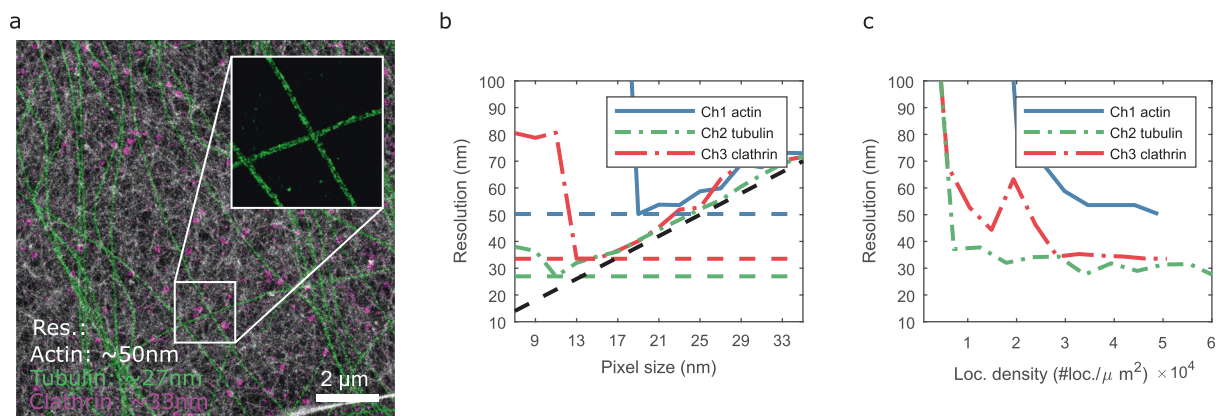 a
Res.:
Actin: ~50nm
Tubulin: ~27nm
Clathrin: ~33nm
2 μm
b
100
90
80
70
60
50
40
30
20
10
Resolution (nm)
Ch1 actin
Ch2 tubulin
Ch3 clathrin
9 13 17 21 25 29 33
Pixel size (nm)
c
100
90
80
70
60
50
40
30
20
10
Resolution (nm)
Ch1 actin
Ch2 tubulin
Ch3 clathrin
1 2 3 4 5 6
Loc. density (#loc./μ m²) ×10⁴